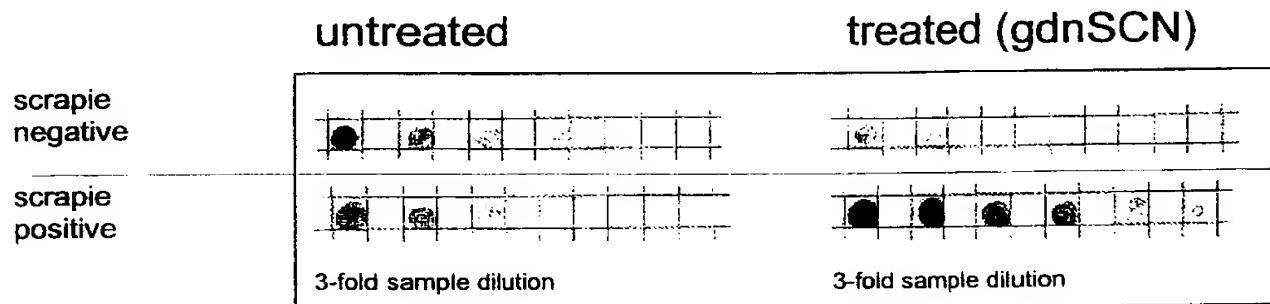 untreated
treated (gdnSCN)
scrapie
negative
scrapie
positive
3-fold sample dilution
3-fold sample dilution